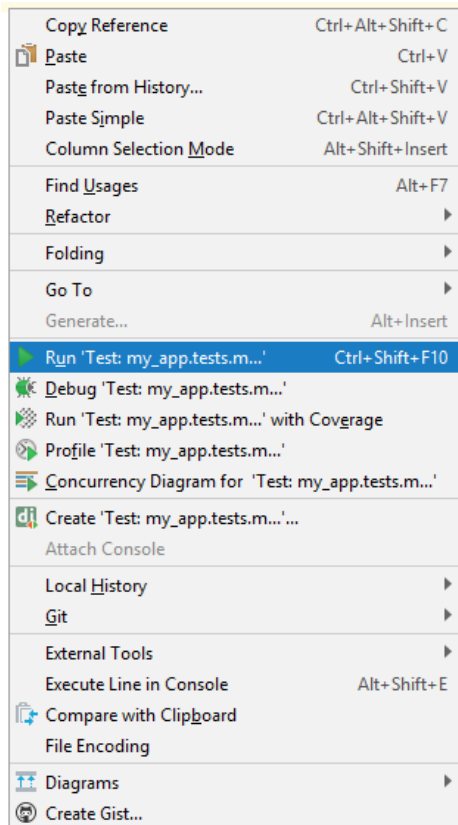 Copy Reference Ctrl+Alt+Shift+C
Paste Ctrl+V
Paste from History... Ctrl+Shift+V
Paste Simple Ctrl+Alt+Shift+V
Column Selection Mode Alt+Shift+Insert
Find Usages Alt+F7
Refactor
Folding
Go To
Generate... Alt+Insert
Run 'Test: my_app.tests.m...' Ctrl+Shift+F10
Debug 'Test: my_app.tests.m...'
Run 'Test: my_app.tests.m...' with Coverage
Profile 'Test: my_app.tests.m...'
Concurrency Diagram for 'Test: my_app.tests.m...'
dj Create 'Test: my_app.tests.m...'...
Attach Console
Local History
Git
External Tools
Execute Line in Console Alt+Shift+E
Compare with Clipboard
File Encoding
Diagrams
Create Gist...